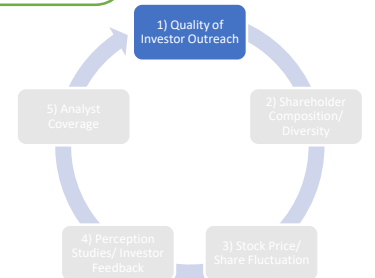 1) Quality of
Investor Outreach
2) Shareholder
Composition/
Diversity
3) Stock Price/
Share Fluctuation
4) Perception
Studies/ Investor
Feedback
5) Analyst
Coverage